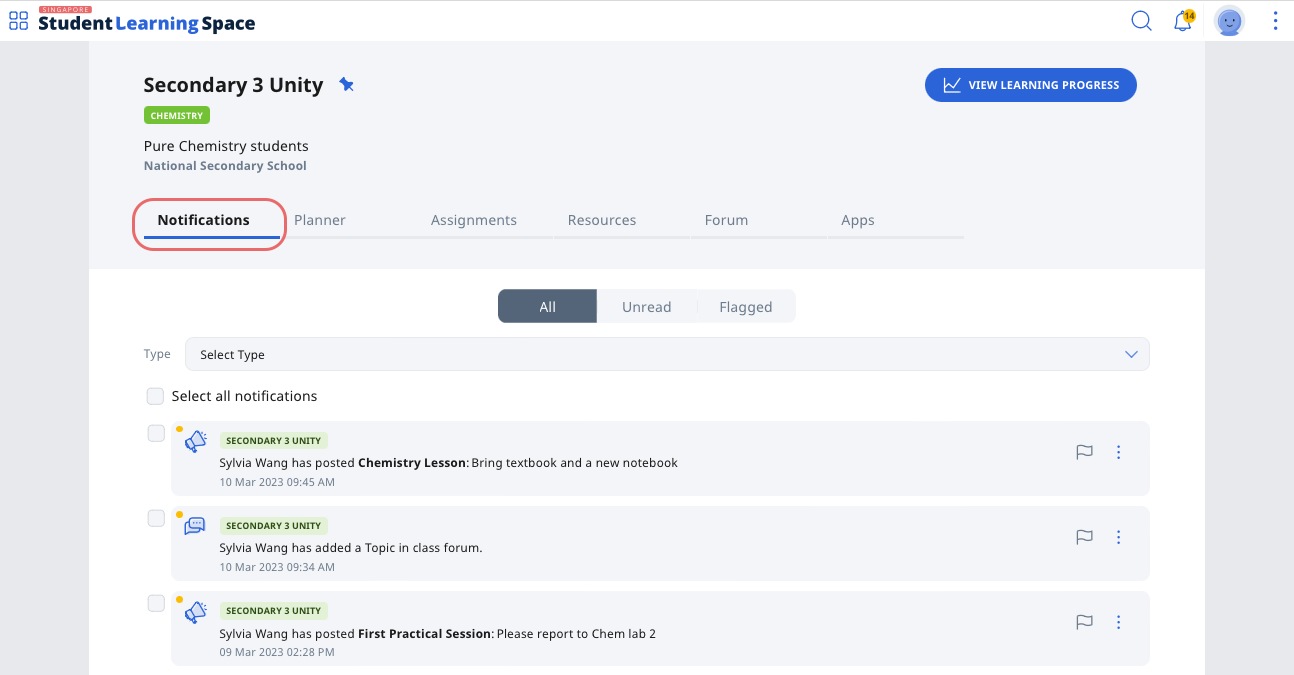 SINGAPORE
Student Learning Space
14
Secondary 3 Unity
VIEW LEARNING PROGRESS
CHEMISTRY
Pure Chemistry students
National Secondary School
Notifications Planner Assignments Resources Forum Apps
All Unread Flagged
Type Select Type
Select all notifications
SECONDARY 3 UNITY
Sylvia Wang has posted Chemistry Lesson: Bring textbook and a new notebook
10 Mar 2023 09:45 AM
SECONDARY 3 UNITY
Sylvia Wang has added a Topic in class forum.
10 Mar 2023 09:34 AM
SECONDARY 3 UNITY
Sylvia Wang has posted First Practical Session: Please report to Chem lab 2
09 Mar 2023 02:28 PM